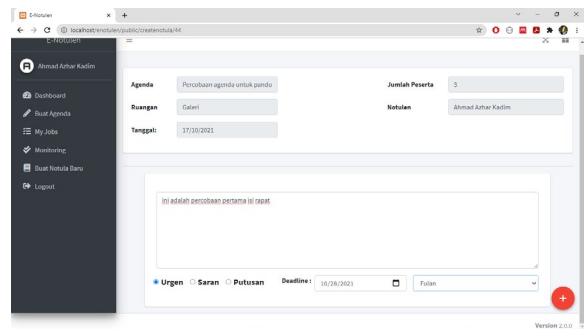 E-Notulen
localhost/enotulen/public/createnotula/44
E-Notulen
Ahmad Azhar Kadim
Dashboard
Buat Agenda
My Jobs
Monitoring
Buat Notula Baru
Logout
Agenda Percobaan agenda untuk pandu Jumlah Peserta 3
Ruangan Galeri Notulen Ahmad Azhar Kadim
Tanggal: 17/10/2021
ini adalah percobaan pertama isi rapat
Urgen Saran Putusan Deadline : 10/28/2021 Fulan
+
Version 2.0.0